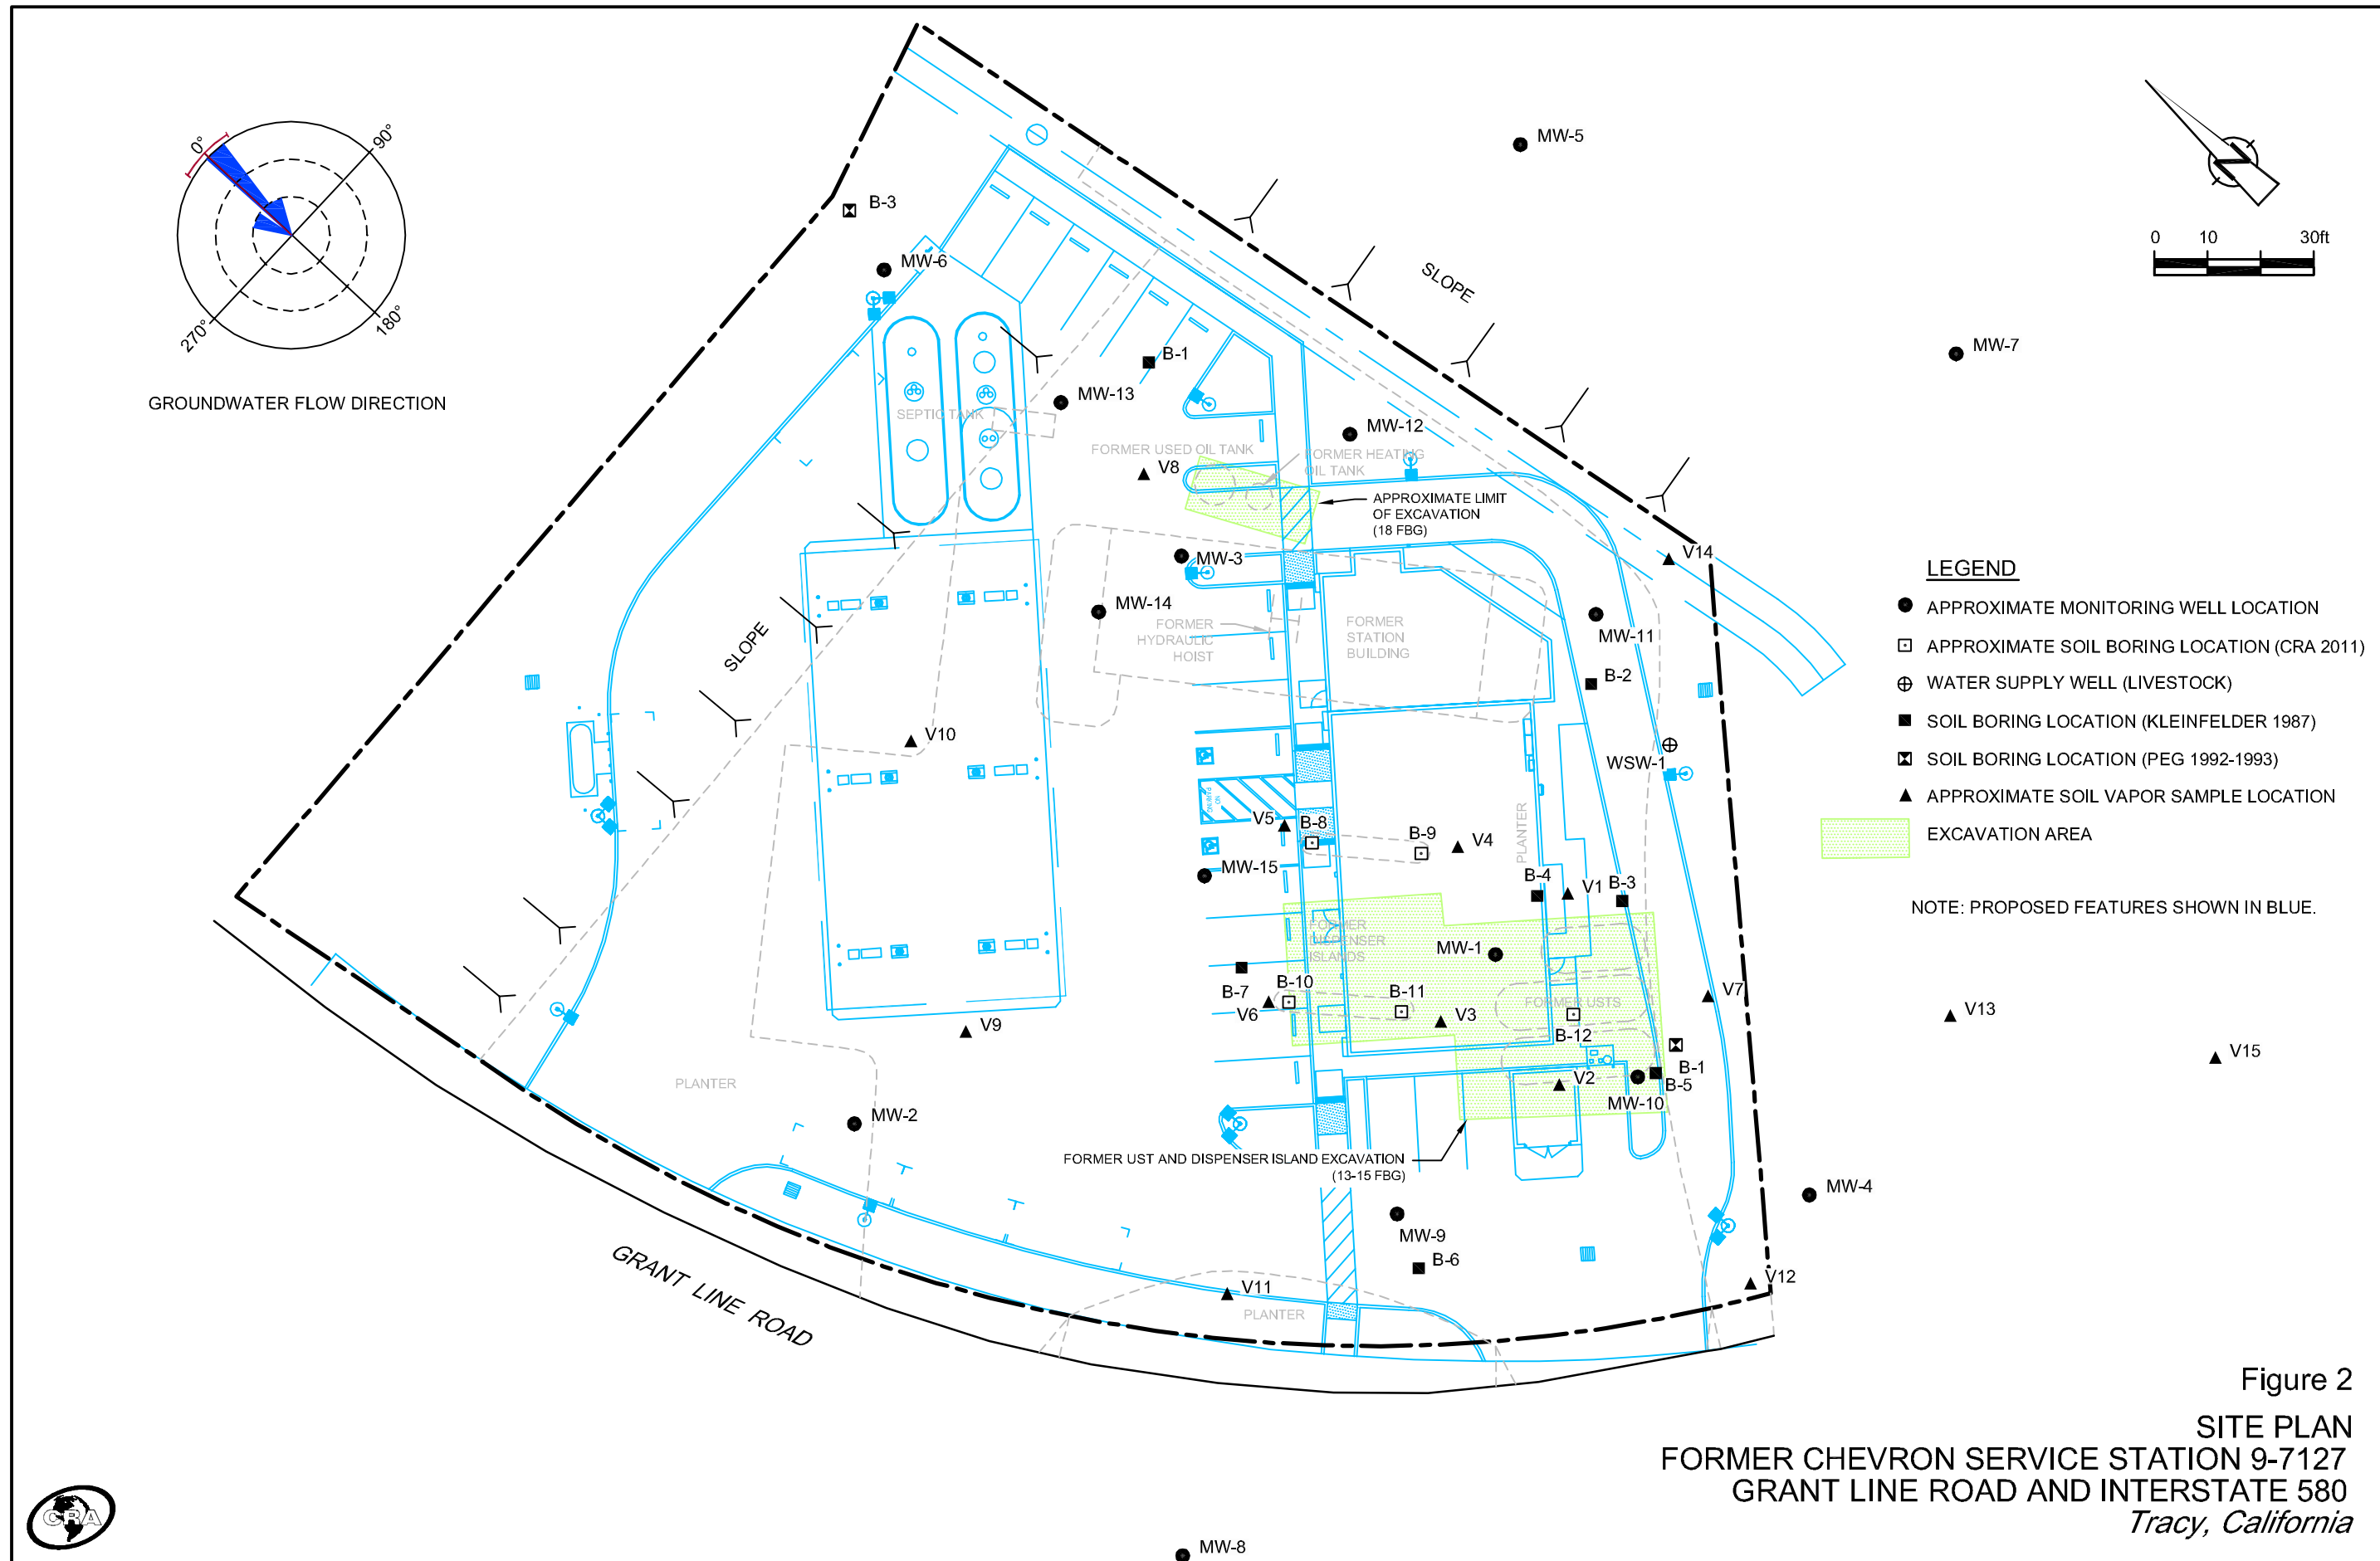 0°
90°
180°
270°
GROUNDWATER FLOW DIRECTION
0 10 30ft
MW-5
B-3
MW-6
SLOPE
MW-7
B-1
MW-13
SEPTIC TANK
MW-12
FORMER USED OIL TANK
FORMER HEATING
OIL TANK
V8
APPROXIMATE LIMIT
OF EXCAVATION
(18 FBG)
MW-3
V14
MW-14
FORMER
HYDRAULIC
HOIST
FORMER
STATION
BUILDING
MW-11
SLOPE
B-2
V10
WSW-1
NO
PARKING
PLANTER
V5
B-8
B-9
V4
MW-15
B-4
V1
B-3
FORMER
DISPENSER
ISLANDS
MW-1
B-7
B-10
B-11
FORMER USTS
V7
V6
V3
B-12
V9
V13
V15
B-1
B-5
V2
MW-10
PLANTER
MW-2
FORMER UST AND DISPENSER ISLAND EXCAVATION
(13-15 FBG)
MW-4
MW-9
B-6
V12
V11
PLANTER
GRANT LINE ROAD
MW-8
LEGEND
APPROXIMATE MONITORING WELL LOCATION
APPROXIMATE SOIL BORING LOCATION (CRA 2011)
WATER SUPPLY WELL (LIVESTOCK)
SOIL BORING LOCATION (KLEINFELDER 1987)
SOIL BORING LOCATION (PEG 1992-1993)
APPROXIMATE SOIL VAPOR SAMPLE LOCATION
EXCAVATION AREA
NOTE: PROPOSED FEATURES SHOWN IN BLUE.
Figure 2
SITE PLAN
FORMER CHEVRON SERVICE STATION 9-7127
GRANT LINE ROAD AND INTERSTATE 580
Tracy, California
CRA